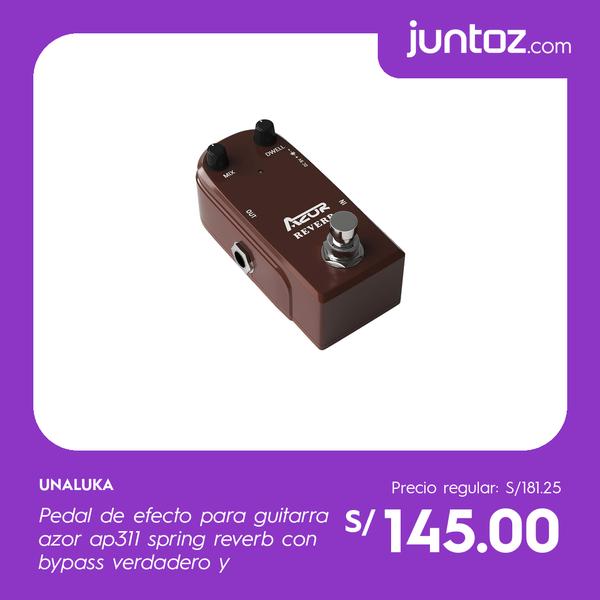 juntoz.com
DWELL
MIX
OUT
IN
AZOR
REVERB
UNALUKA
Pedal de efecto para guitarra
azor ap311 spring reverb con
bypass verdadero y
Precio regular: S/181.25
S/145.00